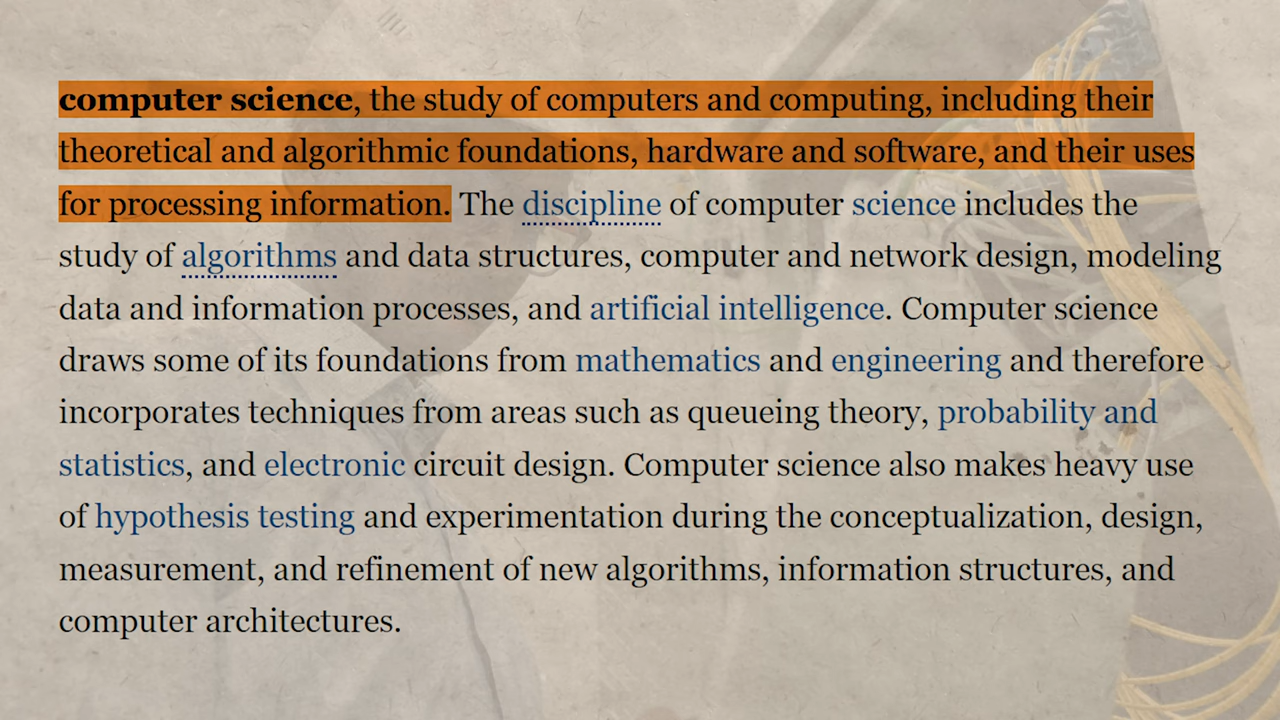 computer science, the study of computers and computing, including their
theoretical and algorithmic foundations, hardware and software, and their uses
for processing information. The discipline of computer science includes the
study of algorithms and data structures, computer and network design, modeling
data and information processes, and artificial intelligence. Computer science
draws some of its foundations from mathematics and engineering and therefore
incorporates techniques from areas such as queueing theory, probability and
statistics, and electronic circuit design. Computer science also makes heavy use
of hypothesis testing and experimentation during the conceptualization, design,
measurement, and refinement of new algorithms, information structures, and
computer architectures.